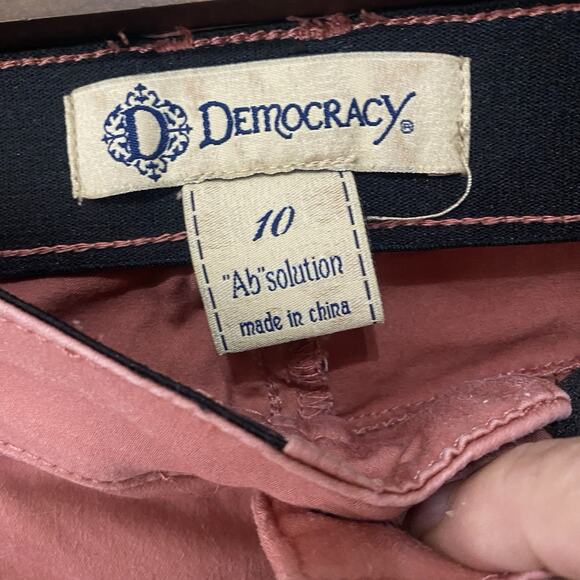 D DEMOCRACY®
10
"Ab"solution
made in china